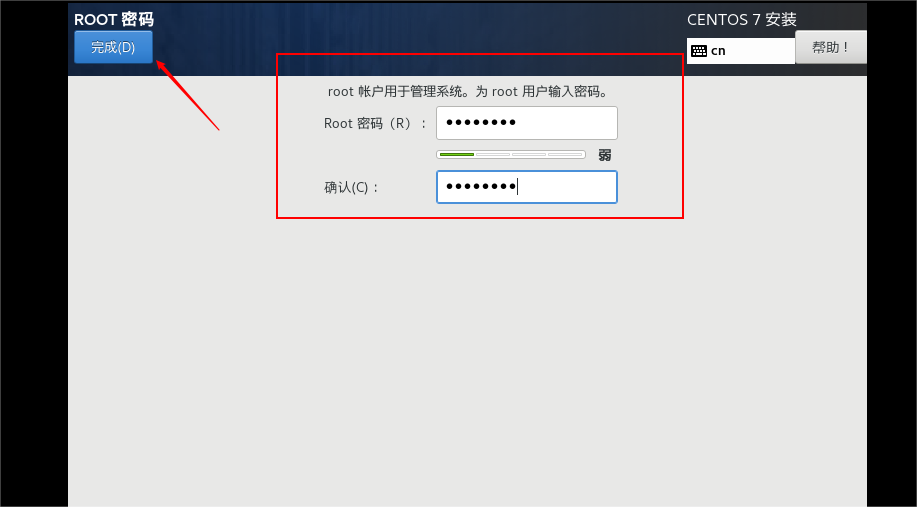 ROOT 密码
CENTOS 7 安装
完成(D)
cn
帮助！
root 帐户用于管理系统。为 root 用户输入密码。
Root 密码（R）：
●●●●●●●●
弱
确认(C)：
●●●●●●●●